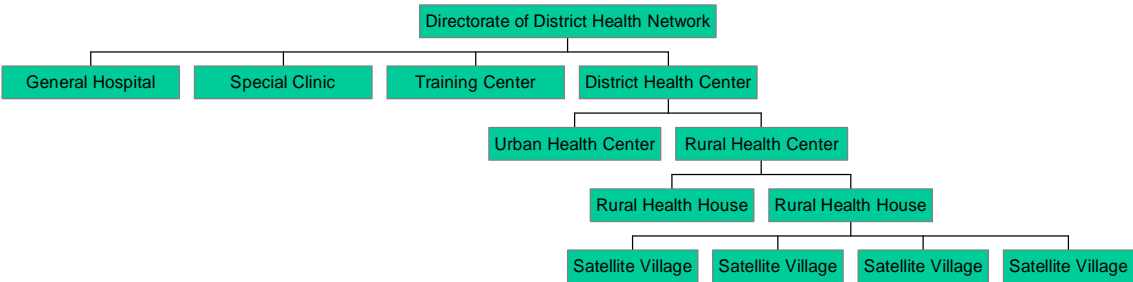 Directorate of District Health Network
General Hospital
Special Clinic
Training Center
District Health Center
Urban Health Center
Rural Health Center
Rural Health House
Rural Health House
Satellite Village
Satellite Village
Satellite Village
Satellite Village